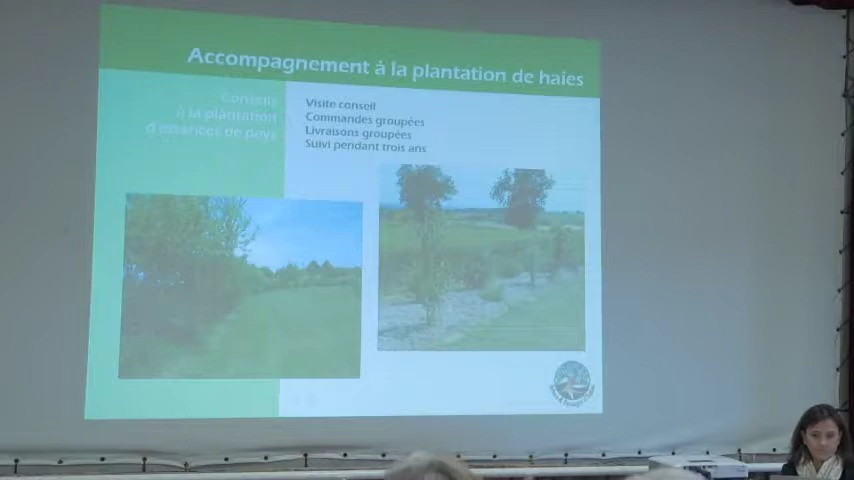 Accompagnement à la plantation de haies
Conseils
à la plantation
d'essences de pays
Visite conseil
Commandes groupées
Livraisons groupées
Suivi pendant trois ans